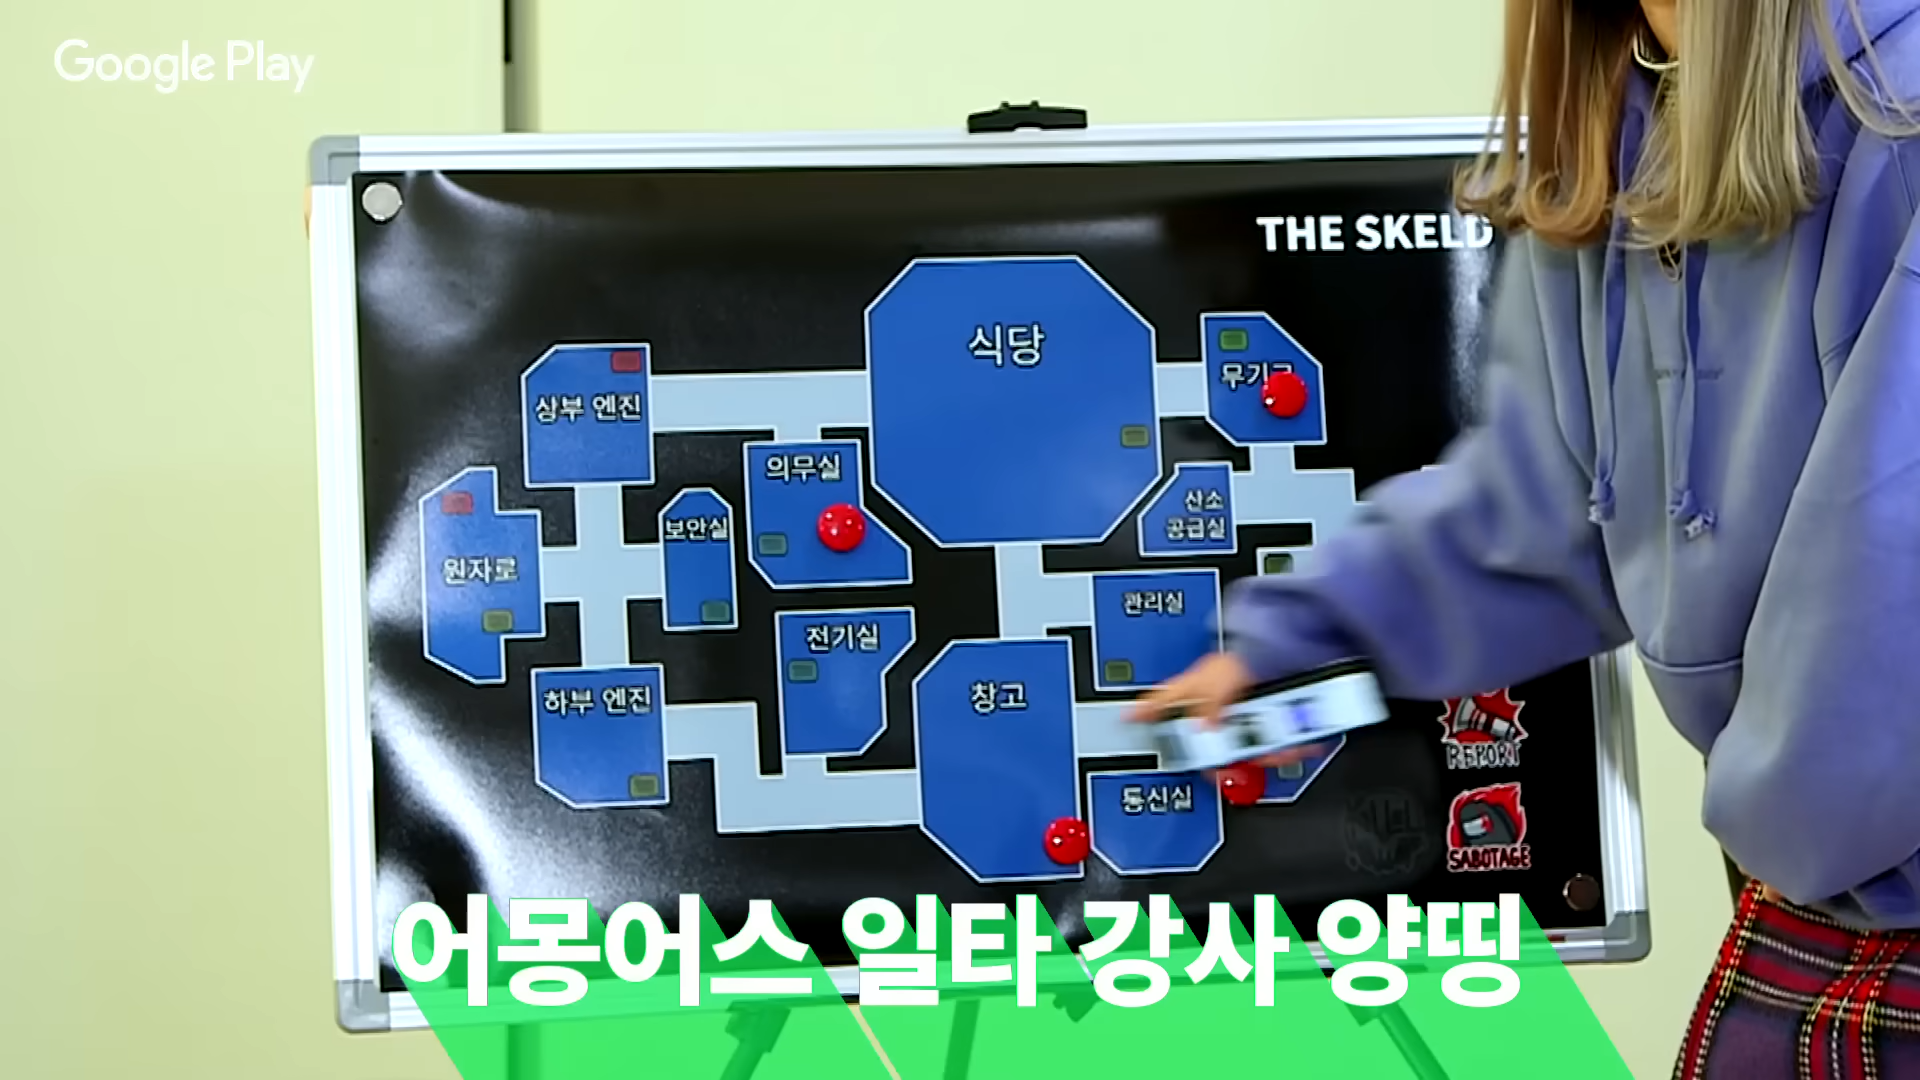 Google Play
THE SKELD
식당
상부 엔진
의무실
보안실
산소
공급실
원자로
관리실
전기실
하부 엔진
창고
통신실
REPORT
SABOTAGE
어몽어스 일타 강사 양띵